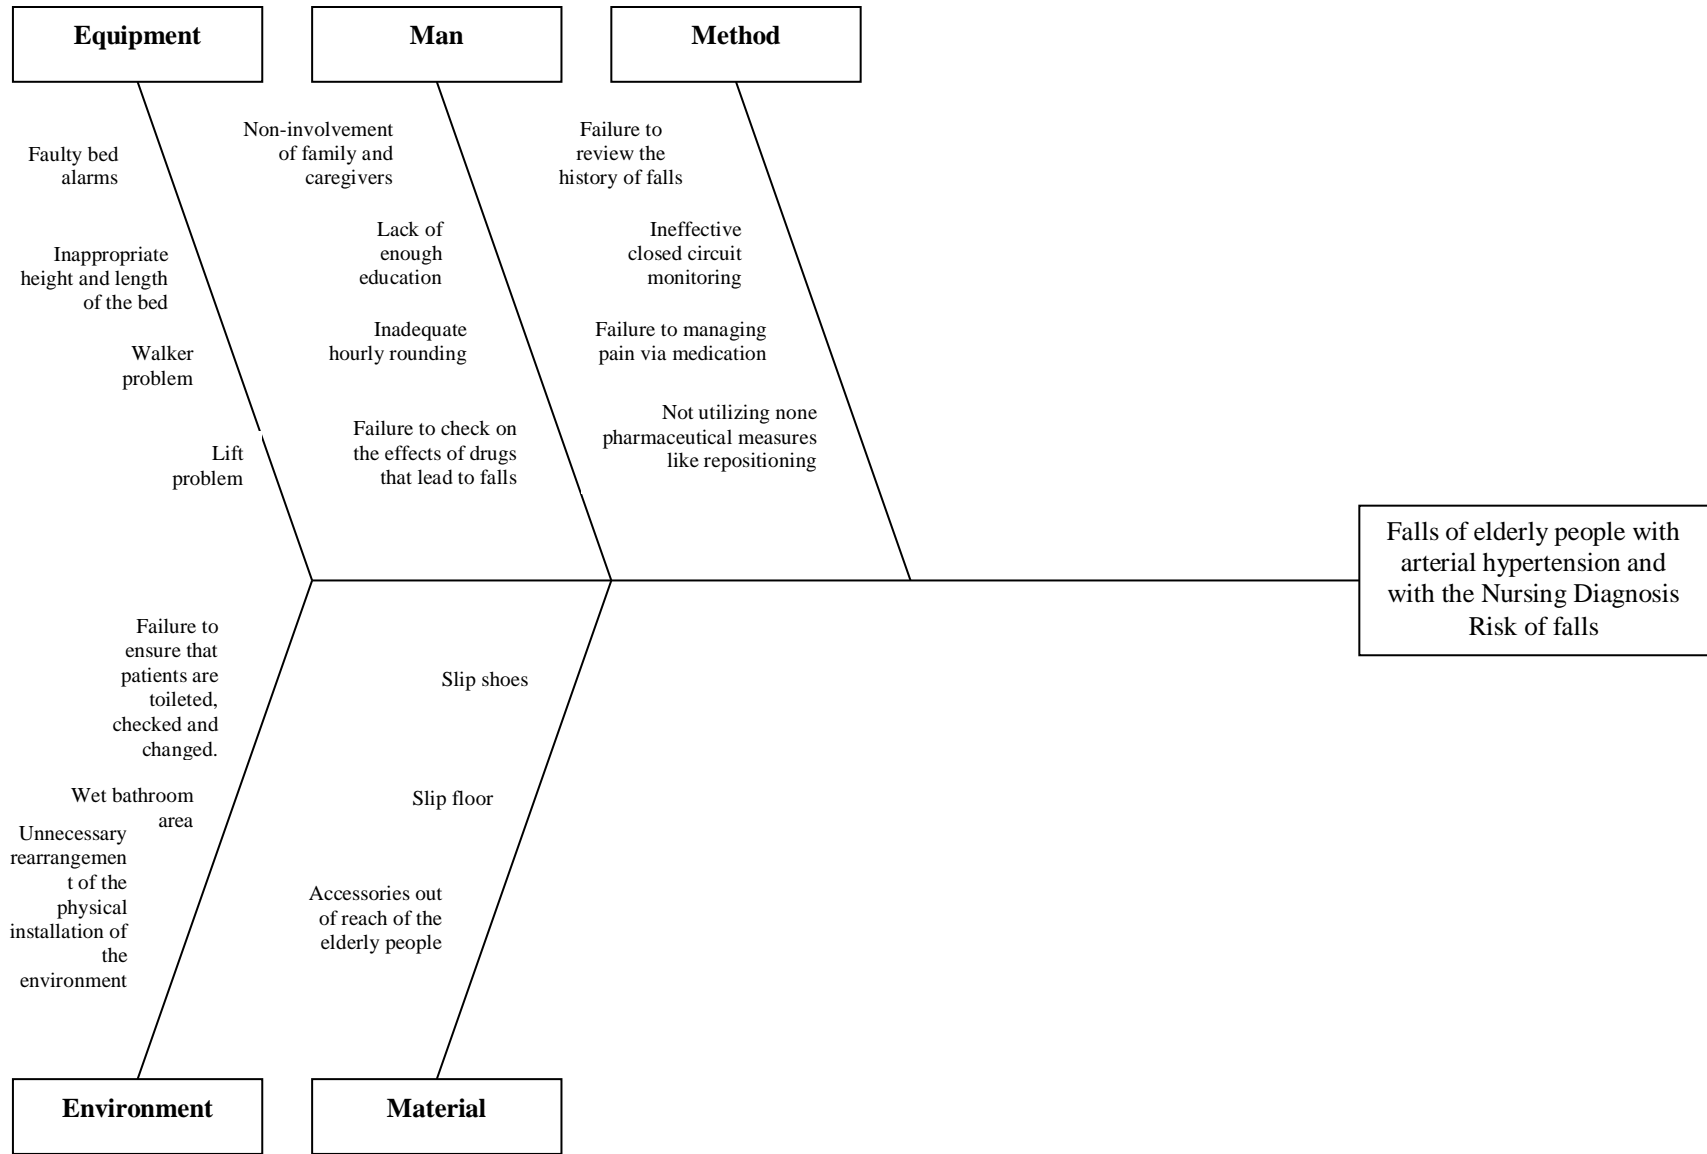 Equipment
Man
Method
Faulty bed
alarms
Inappropriate
height and length
of the bed
Walker
problem
Lift
problem
Non-involvement
of family and
caregivers
Lack of
enough
education
Inadequate
hourly rounding
Failure to check on
the effects of drugs
that lead to falls
Failure to
review the
history of falls
Ineffective
closed circuit
monitoring
Failure to managing
pain via medication
Not utilizing none
pharmaceutical measures
like repositioning
Falls of elderly people with
arterial hypertension and
with the Nursing Diagnosis
Risk of falls
Failure to
ensure that
patients are
toileted,
checked and
changed.
Wet bathroom
area
Unnecessary
rearrangemen
t of the
physical
installation of
the
environment
Slip shoes
Slip floor
Accessories out
of reach of the
elderly people
Environment
Material